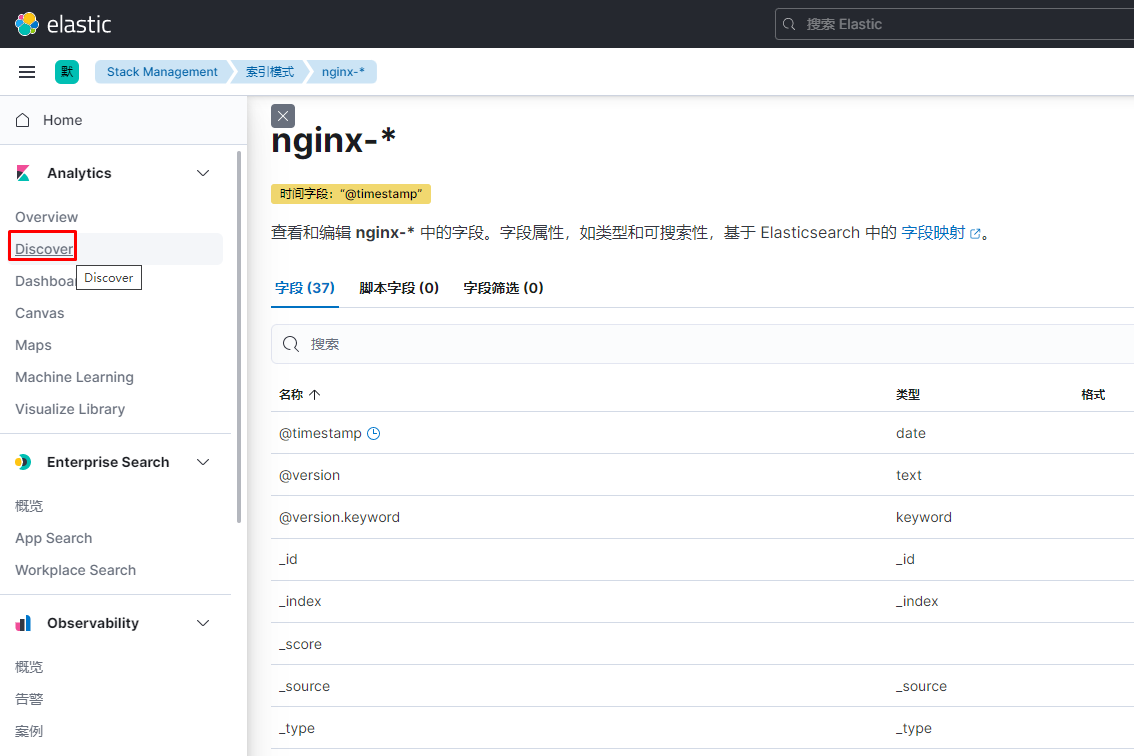 elastic
搜索 Elastic
默
Stack Management
索引模式
nginx-*
Home
Analytics
Overview
Discover
Dashboa
Discover
Canvas
Maps
Machine Learning
Visualize Library
Enterprise Search
概览
App Search
Workplace Search
Observability
概览
告警
案例
nginx-*
时间字段：“@timestamp”
查看和编辑 nginx-* 中的字段。字段属性，如类型和可搜索性，基于 Elasticsearch 中的 字段映射。
字段 (37) 脚本字段 (0) 字段筛选 (0)
搜索
名称 类型 格式
@timestamp date
@version text
@version.keyword keyword
_id _id
_index _index
_score
_source _source
_type _type